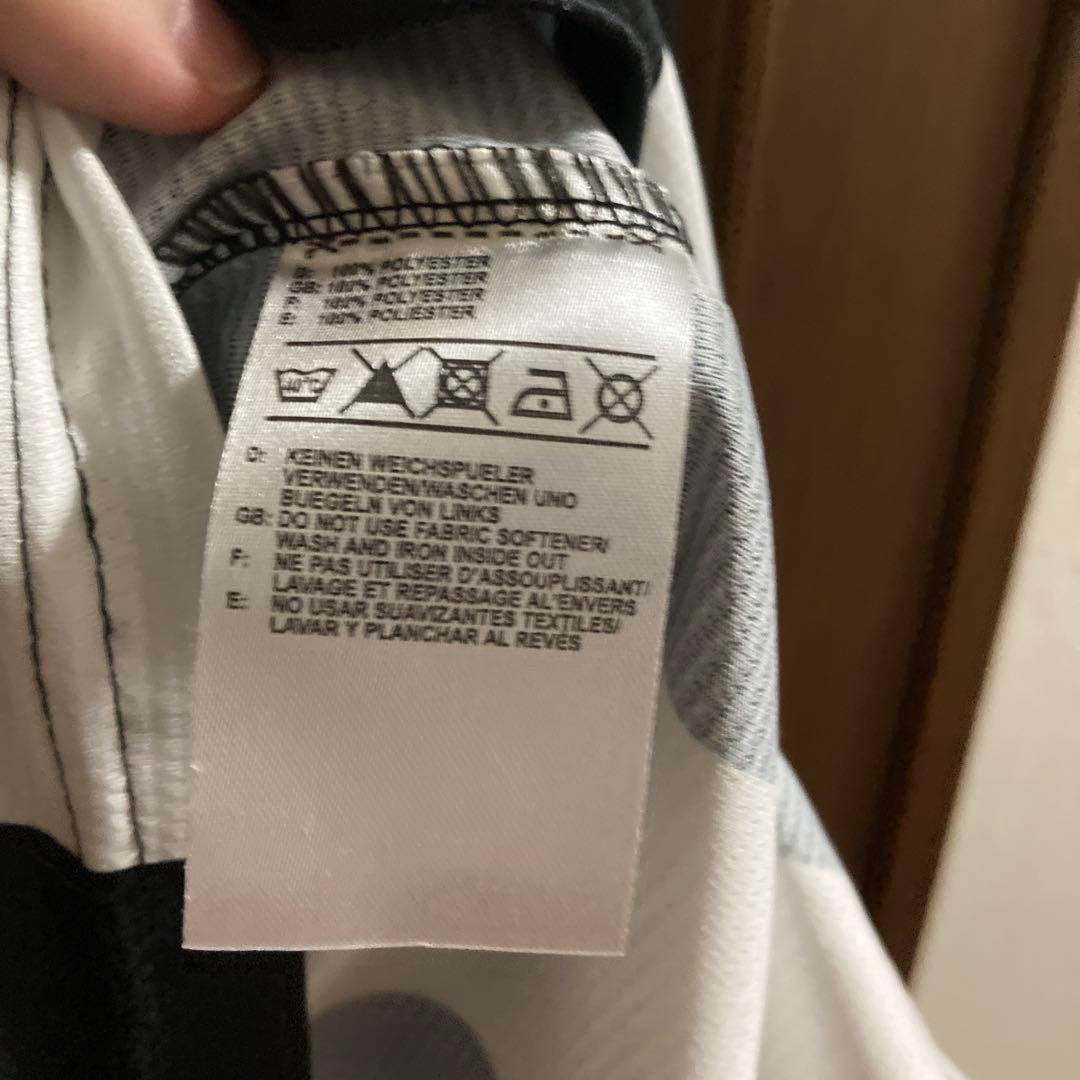 D: 100% POLYESTER
GB: 100% POLYESTER
F: 100% POLYESTER
E: 100% POLIESTER
40°C
D: KEINEN WEICHSPUELER
VERWENDEN/WASCHEN UND
BUEGELN VON LINKS
GB: DO NOT USE FABRIC SOFTENER/
WASH AND IRON INSIDE OUT
F: NE PAS UTILISER D'ASSOUPLISSANT/
LAVAGE ET REPASSAGE AL'ENVERS
E: NO USAR SUAVIZANTES TEXTILES/
LAVAR Y PLANCHAR AL REVÉS